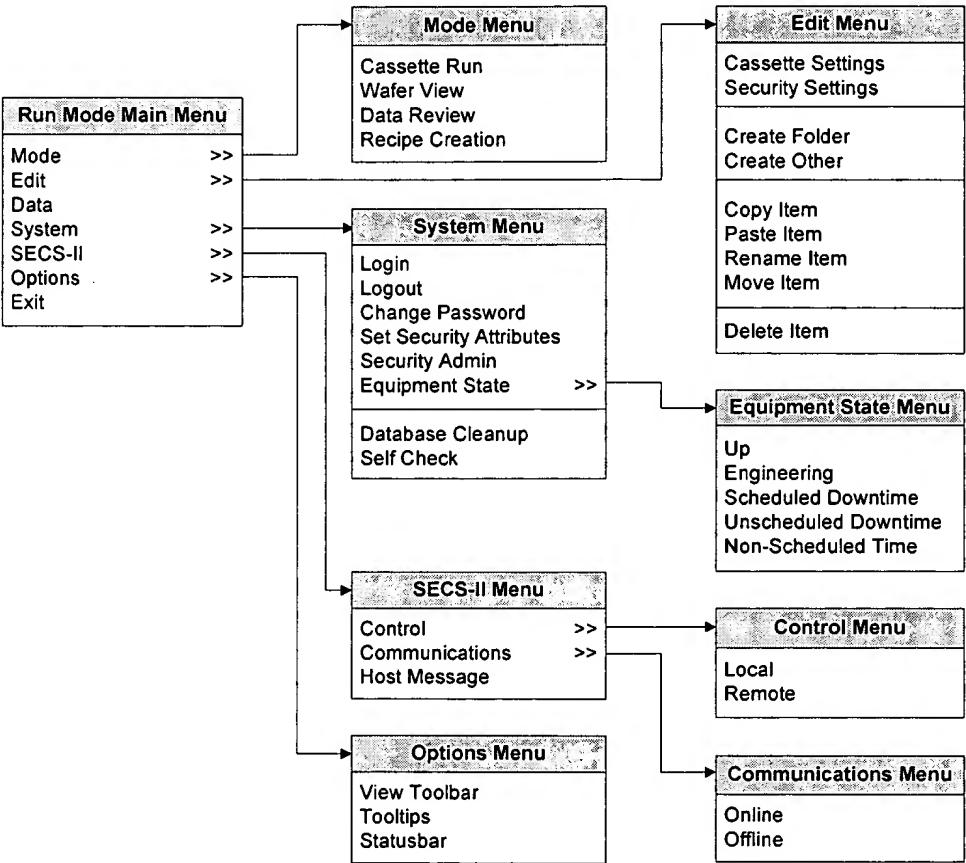 Run Mode Main Menu
Mode >>
Edit >>
Data
System >>
SECS-II >>
Options >>
Exit
Mode Menu
Cassette Run
Wafer View
Data Review
Recipe Creation
Edit Menu
Cassette Settings
Security Settings
Create Folder
Create Other
Copy Item
Paste Item
Rename Item
Move Item
Delete Item
System Menu
Login
Logout
Change Password
Set Security Attributes
Security Admin
Equipment State >>
Database Cleanup
Self Check
Equipment State Menu
Up
Engineering
Scheduled Downtime
Unscheduled Downtime
Non-Scheduled Time
SECS-II Menu
Control >>
Communications >>
Host Message
Control Menu
Local
Remote
Options Menu
View Toolbar
Tooltips
Statusbar
Communications Menu
Online
Offline